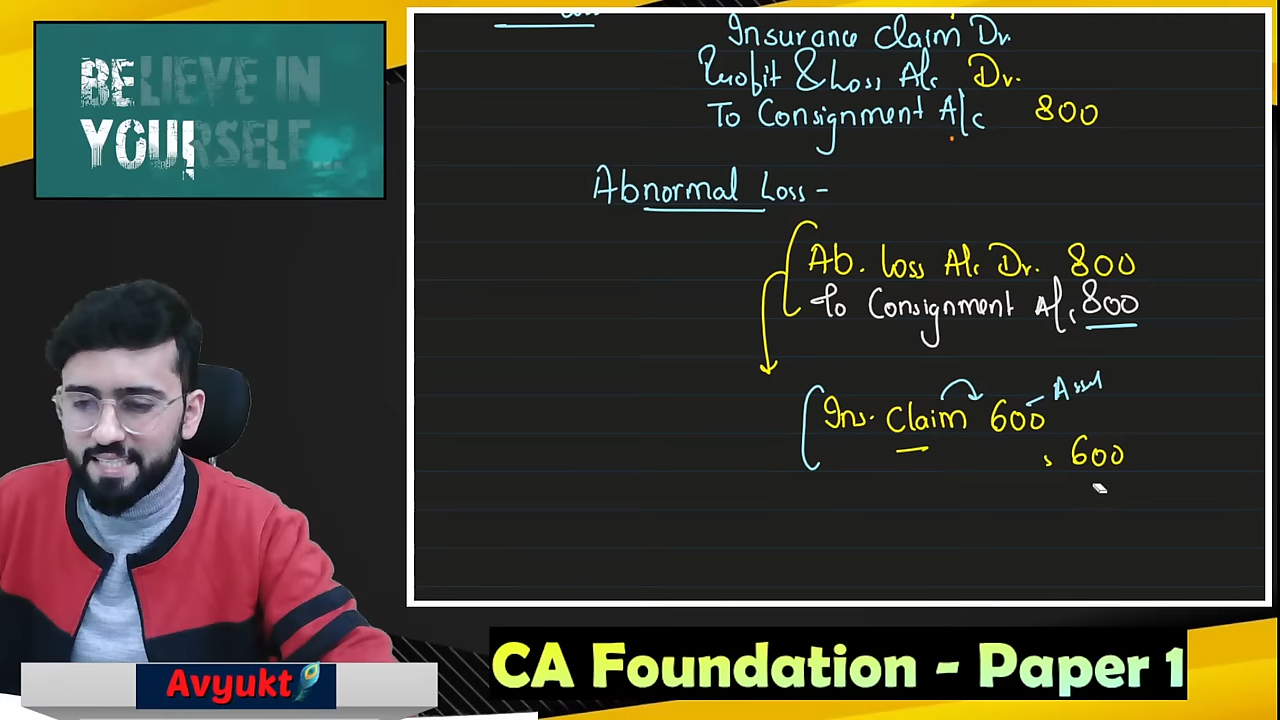 BELIEVE IN
YOURSELF...
Insurance Claim Dr.
Profit & Loss A/c Dr.
To Consignment A/c 800
Abnormal Loss -
Ab. loss A/c Dr. 800
To Consignment A/c 800
Ins. Claim 600 Asset
600
Avyukt
CA Foundation - Paper 1